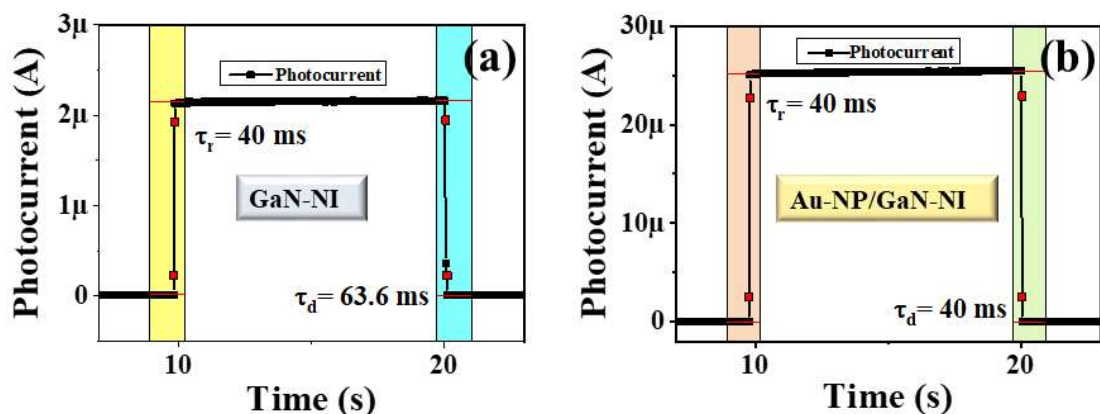 3µ
2µ
1µ
0
Photocurrent (A)
(a)
Photocurrent
τr= 40 ms
GaN-NI
τd= 63.6 ms
10
20
Time (s)
30µ
20µ
10µ
0
Photocurrent (A)
(b)
Photocurrent
τr= 40 ms
Au-NP/GaN-NI
τd= 40 ms
10
20
Time (s)